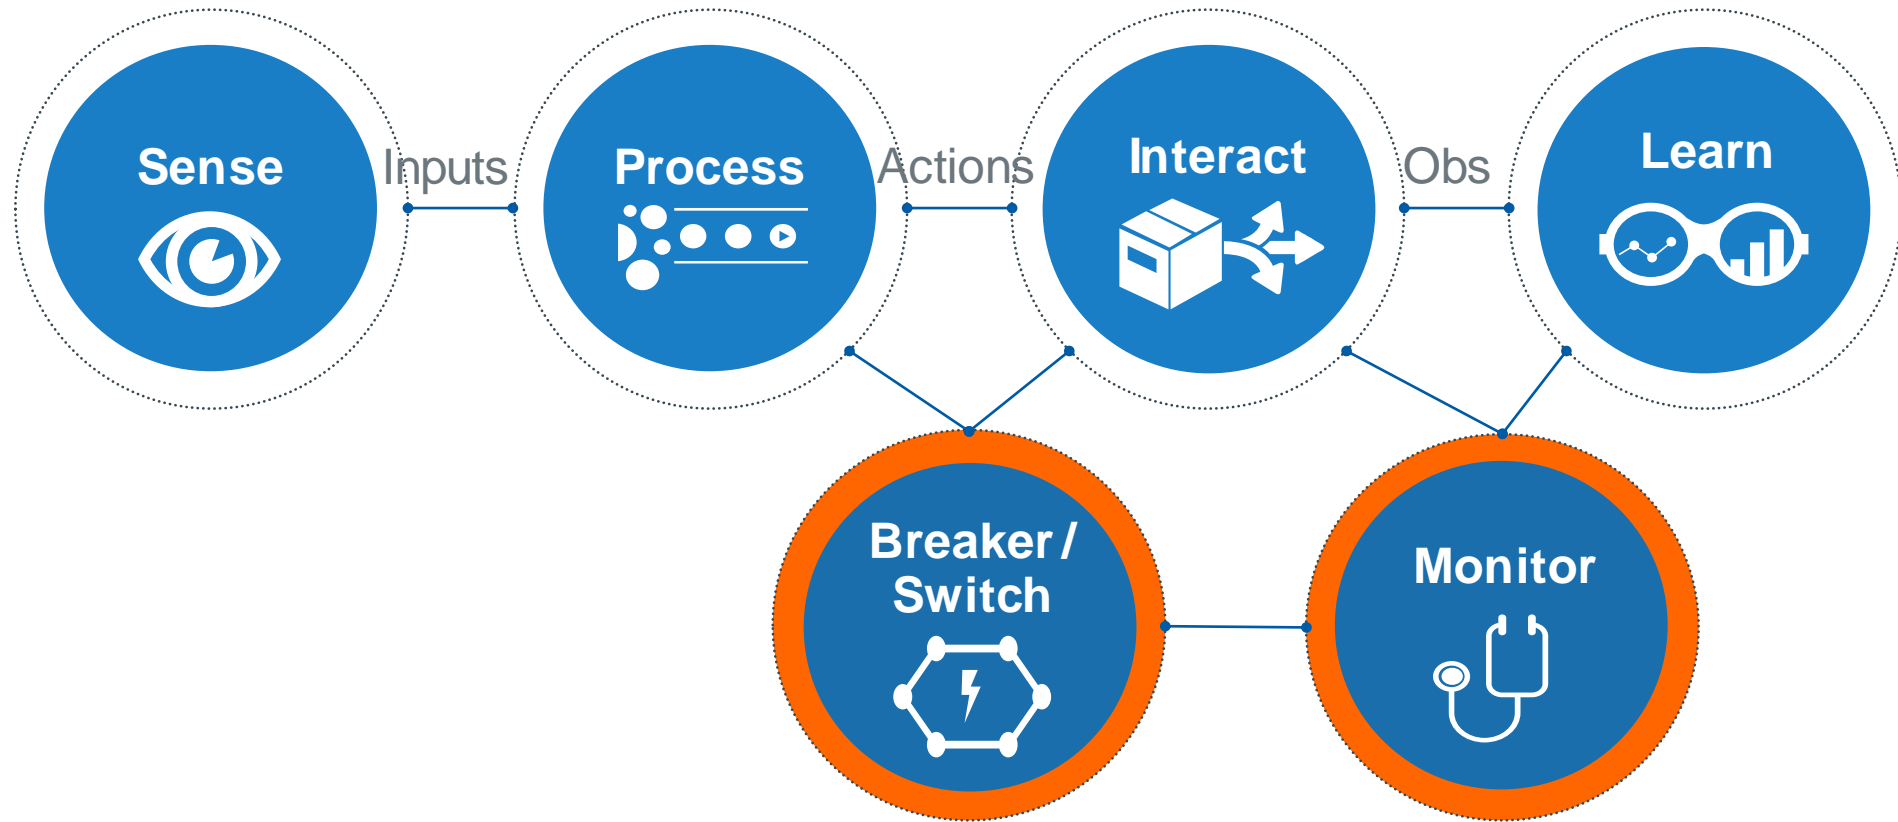 Sense
Inputs
Process
Actions
Interact
Obs
Learn
Breaker /
Switch
Monitor